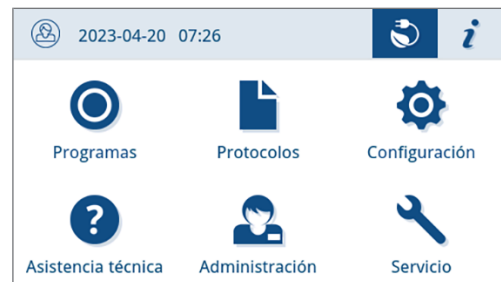 2023-04-20 07:26
i
Programas Protocolos Configuración
?
Asistencia técnica Administración Servicio